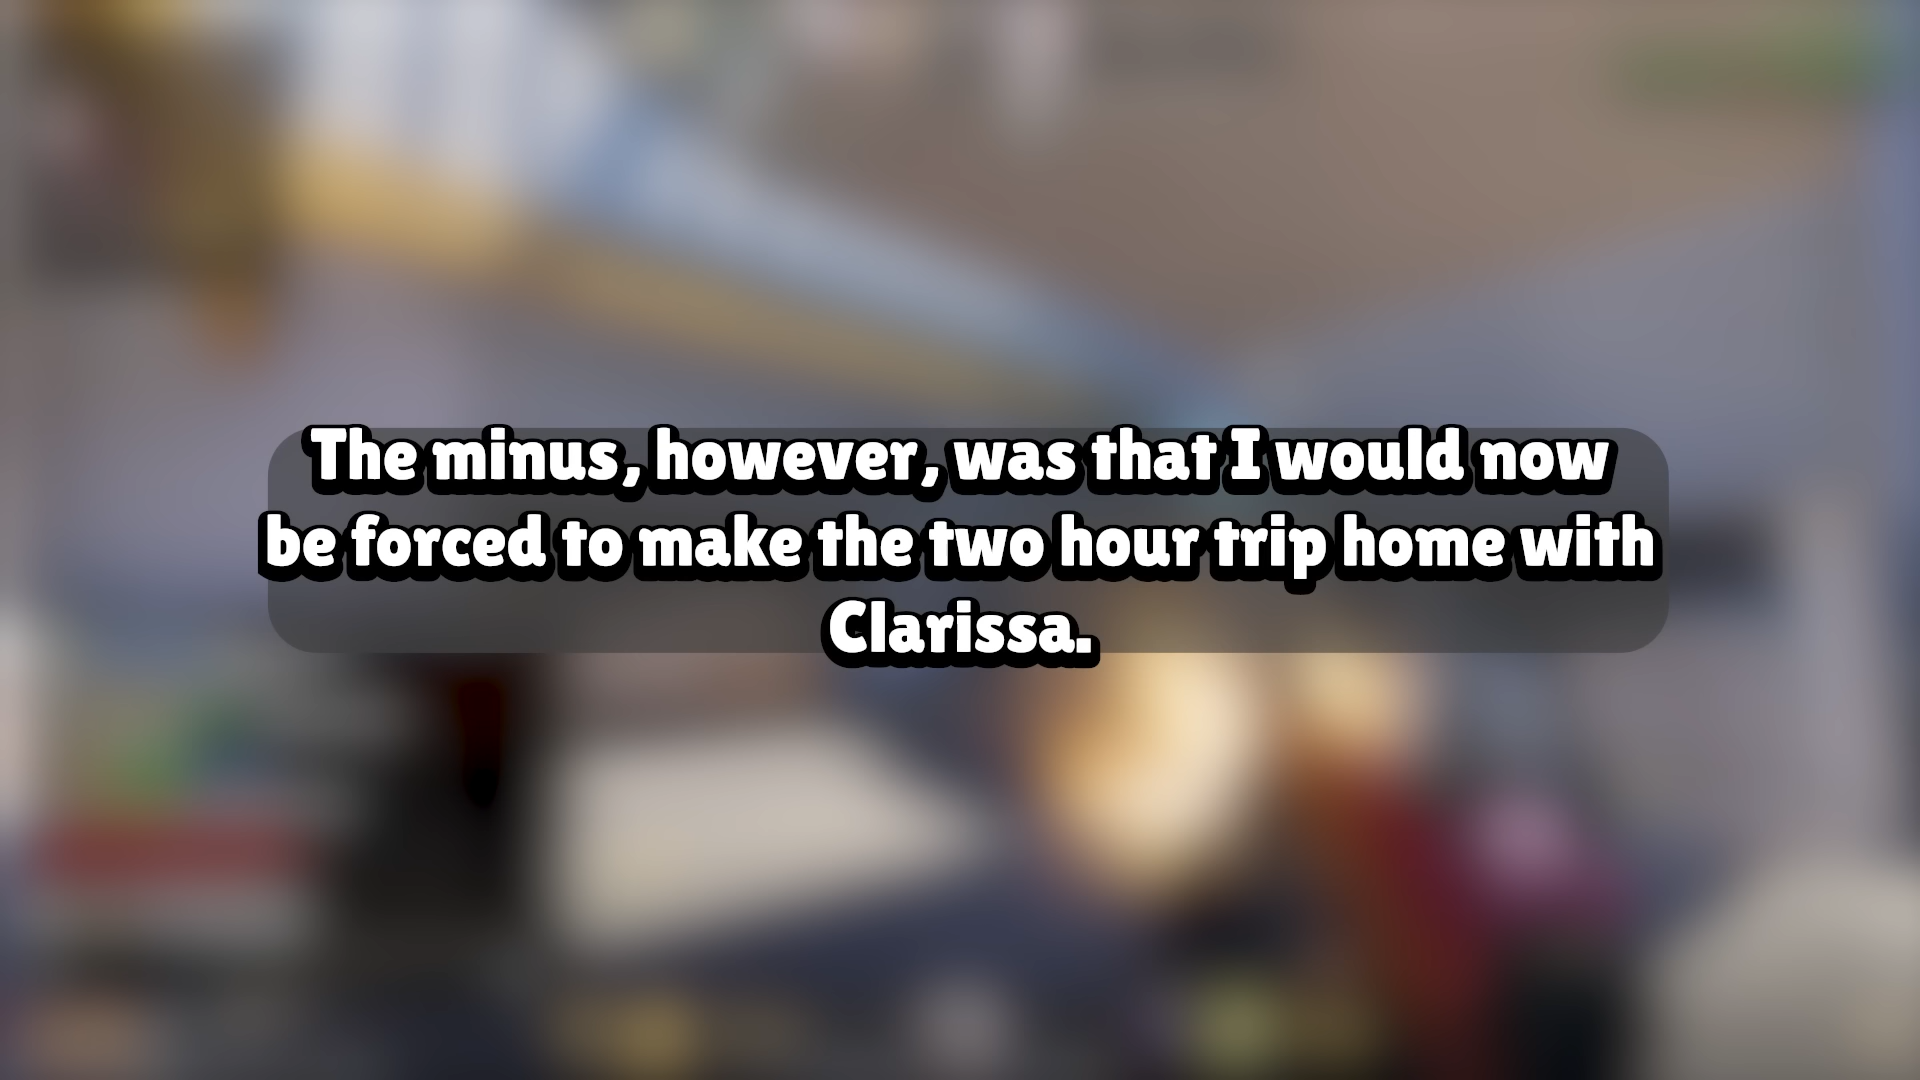 The minus, however, was that I would now
be forced to make the two hour trip home with
Clarissa.